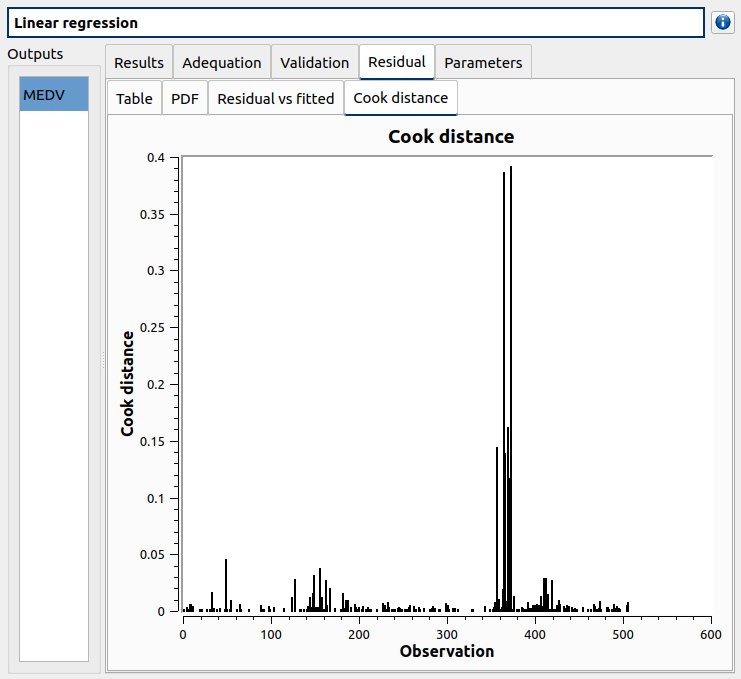 Linear regression
Outputs
MEDV
Results
Adequation
Validation
Residual
Parameters
Table
PDF
Residual vs fitted
Cook distance
Cook distance
Cook distance
0.4
0.35
0.3
0.25
0.2
0.15
0.1
0.05
0
0 100 200 300 400 500 600
Observation